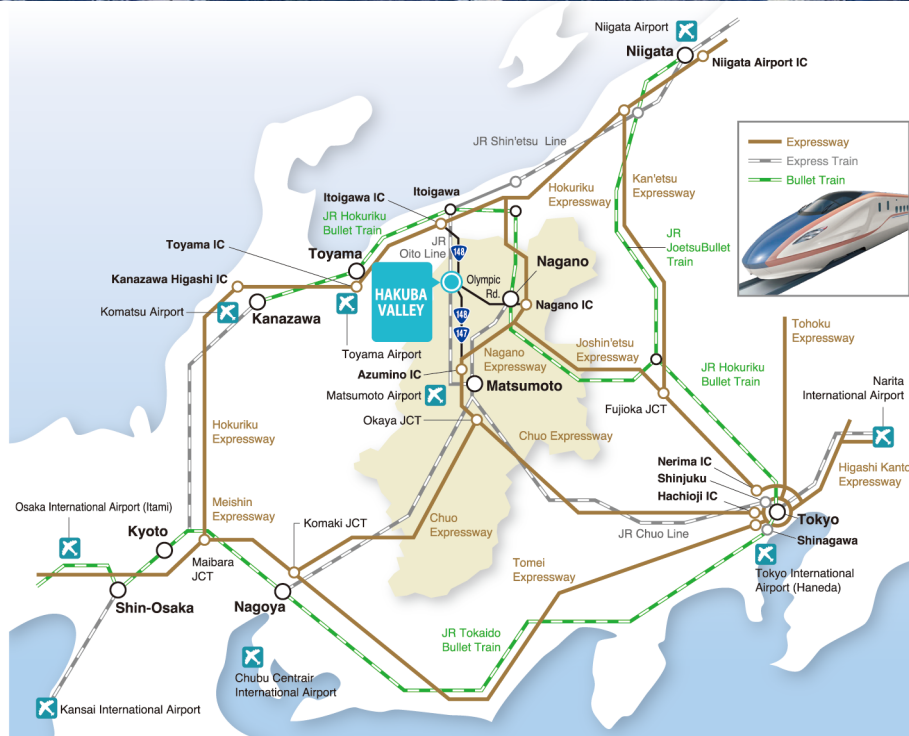 Niigata Airport
Niigata
Niigata Airport IC
JR Shin'etsu Line
Expressway
Express Train
Bullet Train
Kan'etsu
Expressway
Hokuriku
Expressway
Itoigawa IC
Itoigawa
JR Hokuriku
Bullet Train
JR
JoetsuBullet
Train
Toyama IC
Toyama
JR
Oito Line
148
Kanazawa Higashi IC
Olympic
Rd.
Nagano
HAKUBA
VALLEY
Komatsu Airport
Kanazawa
Nagano IC
148
147
Toyama Airport
Nagano
Expressway
Joshin'etsu
Expressway
Tohoku
Expressway
Azumino IC
JR Hokuriku
Bullet Train
Matsumoto Airport
Matsumoto
Narita
International Airport
Okaya JCT
Fujioka JCT
Hokuriku
Expressway
Chuo Expressway
Nerima IC
Shinjuku
Hachioji IC
Higashi Kanto
Expressway
Osaka International Airport (Itami)
Meishin
Expressway
Komaki JCT
Chuo
Expressway
Tokyo
Kyoto
JR Chuo Line
Shinagawa
Maibara
JCT
Tomei
Expressway
Tokyo International
Airport (Haneda)
Shin-Osaka
Nagoya
JR Tokaido
Bullet Train
Chubu Centrair
International Airport
Kansai International Airport